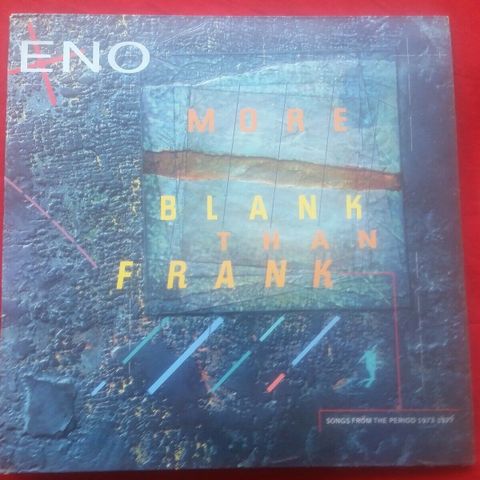 ENO
MORE
BLANK
THAN
FRANK
SONGS FROM THE PERIOD 1973-1977